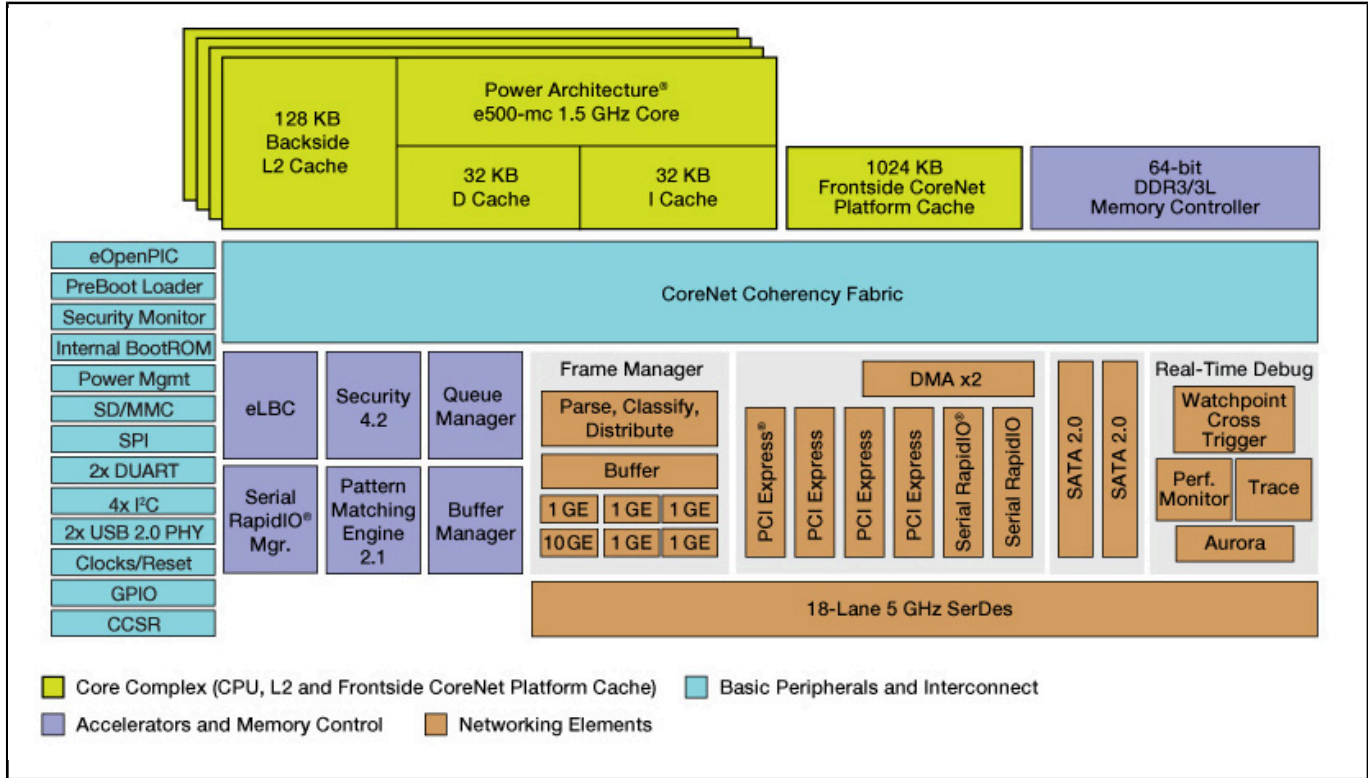 128 KB
Backside
L2 Cache
Power Architecture®
e500-mc 1.5 GHz Core
32 KB
D Cache
32 KB
I Cache
1024 KB
Frontside CoreNet
Platform Cache
64-bit
DDR3/3L
Memory Controller
eOpenPIC
PreBoot Loader
Security Monitor
Internal BootROM
Power Mgmt
SD/MMC
SPI
2x DUART
4x I²C
2x USB 2.0 PHY
Clocks/Reset
GPIO
CCSR
CoreNet Coherency Fabric
eLBC
Security
4.2
Queue
Manager
Serial
RapidIO®
Mgr.
Pattern
Matching
Engine
2.1
Buffer
Manager
Frame Manager
Parse, Classify,
Distribute
Buffer
1 GE 1 GE 1 GE
10GE 1 GE 1 GE
DMA x2
PCI Express®
PCI Express
PCI Express
PCI Express
Serial RapidIO®
Serial RapidIO
SATA 2.0
SATA 2.0
Real-Time Debug
Watchpoint
Cross
Trigger
Perf.
Monitor
Trace
Aurora
18-Lane 5 GHz SerDes
Core Complex (CPU, L2 and Frontside CoreNet Platform Cache)
Basic Peripherals and Interconnect
Accelerators and Memory Control
Networking Elements